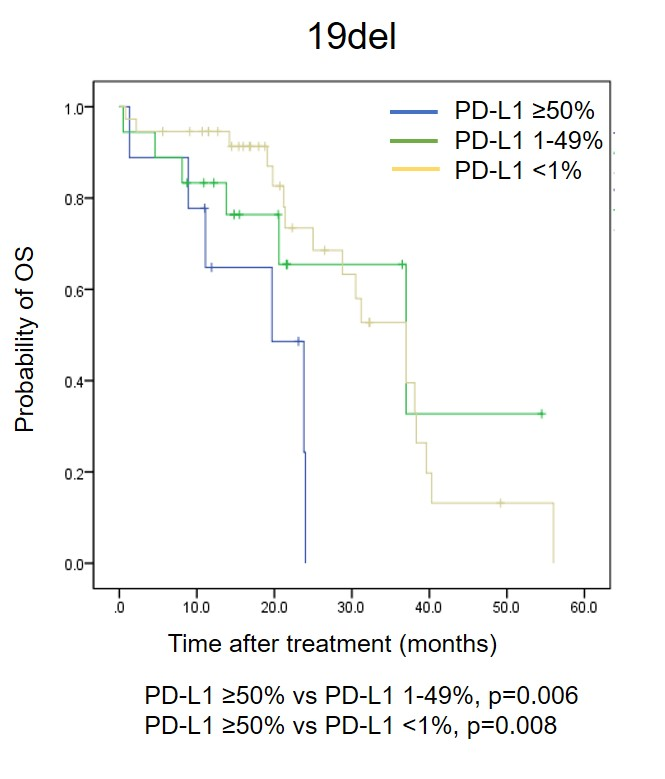 19del
PD-L1 ≥50%
PD-L1 1-49%
PD-L1 <1%
Probability of OS
1.0
0.8
0.6
0.4
0.2
0.0
.0 10.0 20.0 30.0 40.0 50.0 60.0
Time after treatment (months)
PD-L1 ≥50% vs PD-L1 1-49%, p=0.006
PD-L1 ≥50% vs PD-L1 <1%, p=0.008